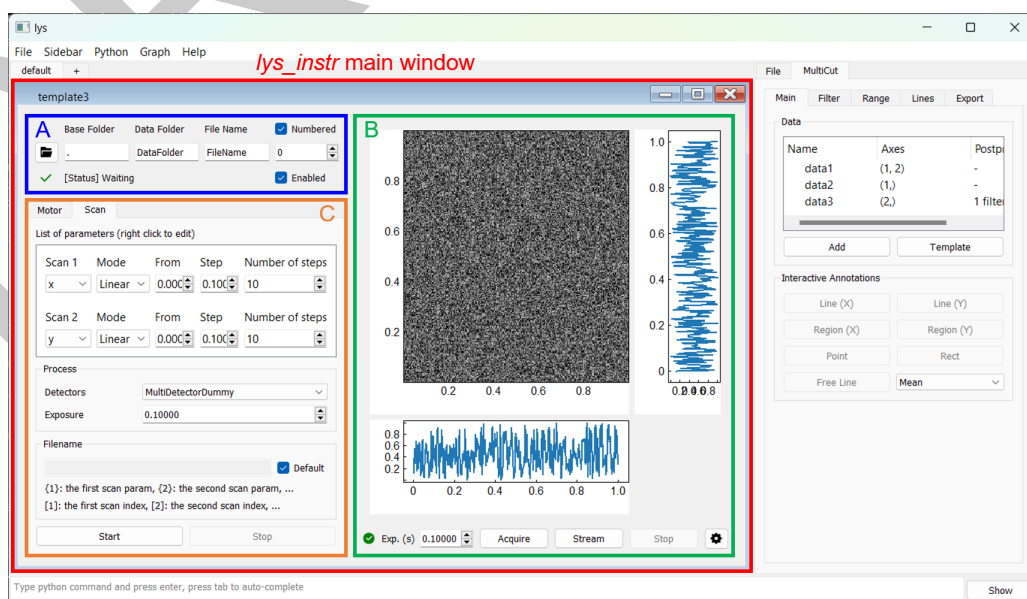 lys
File Sidebar Python Graph Help
default +
lys_instr main window
File MultiCut
template3
A Base Folder Data Folder File Name Numbered
. DataFolder FileName 0
[Status] Waiting Enabled
B
1.0
0.8
0.6
0.4
0.2
0
0.8
0.6
0.4
0.2
0.2 0.4 0.6 0.8
Motor Scan
C
List of parameters (right click to edit)
Scan 1 Mode From Step Number of steps
x Linear 0.000 0.100 10
Scan 2 Mode From Step Number of steps
y Linear 0.000 0.100 10
Process
Detectors MultiDetectorDummy
Exposure 0.10000
Filename
Default
{1}: the first scan param, {2}: the second scan param, ...
[1]: the first scan index, [2]: the second scan index, ...
Start Stop
0.8
0.6
0.4
0.2
0 0.2 0.4 0.6 0.8 1.0
Exp. (s) 0.10000 Acquire Stream Stop
Main Filter Range Lines Export
Data
Name Axes
data1 (1, 2) -
data2 (1,) -
data3 (2,) 1
Add Template
Interactive Annotations
Line (X) Line (Y)
Region (X) Region (Y)
Point Rect
Free Line Mean
Type python command and press enter, press tab to auto-complete
Show